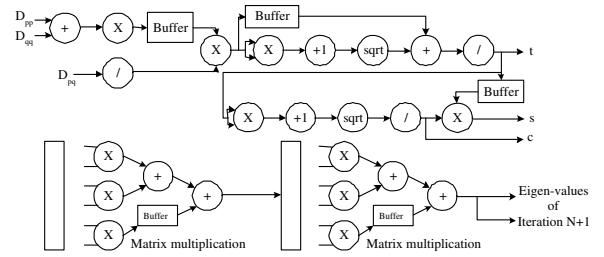 D_pp
D_qq
+
X
Buffer
X
Buffer
X
+1
sqrt
+
/
t
D_pq
/
Buffer
X
+1
sqrt
/
X
s
c
X
X
X
+
Buffer
+
Matrix multiplication
X
X
X
+
Buffer
+
Matrix multiplication
Eigen-values
of
Iteration N+1